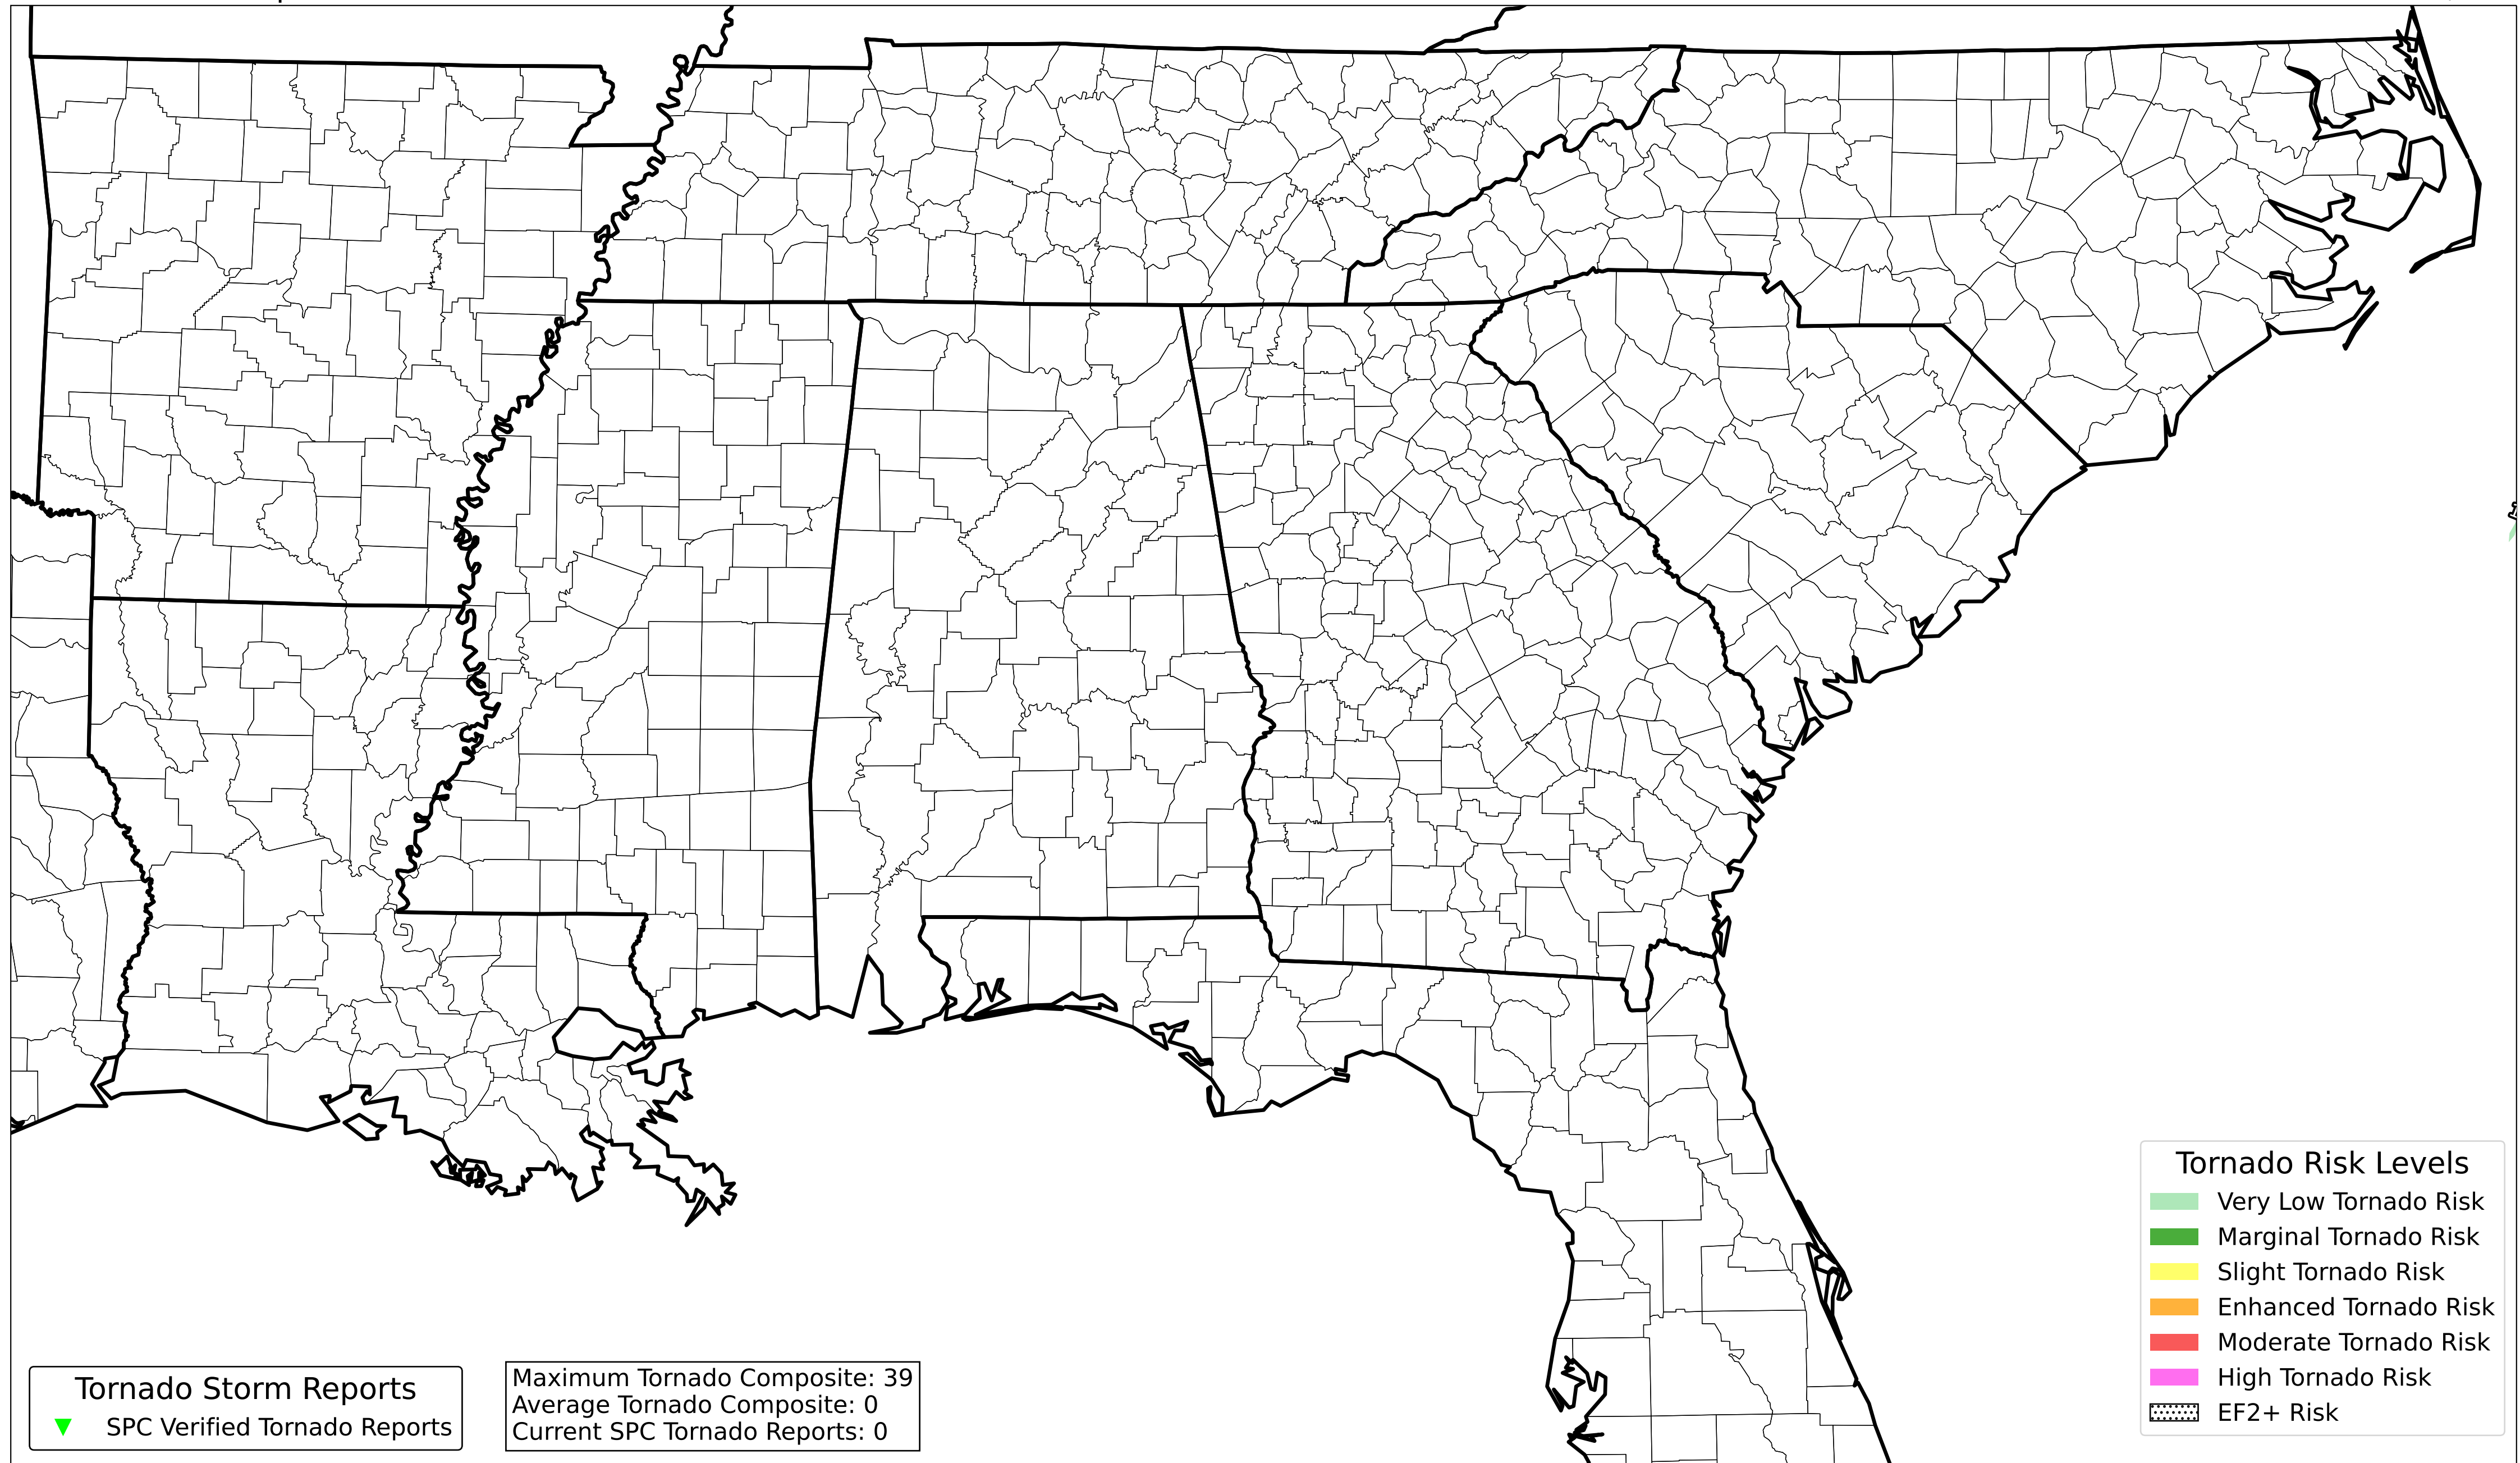 Tornado Risk Levels
Very Low Tornado Risk
Marginal Tornado Risk
Slight Tornado Risk
Enhanced Tornado Risk
Moderate Tornado Risk
High Tornado Risk
EF2+ Risk
Tornado Storm Reports
SPC Verified Tornado Reports
Maximum Tornado Composite: 39
Average Tornado Composite: 0
Current SPC Tornado Reports: 0